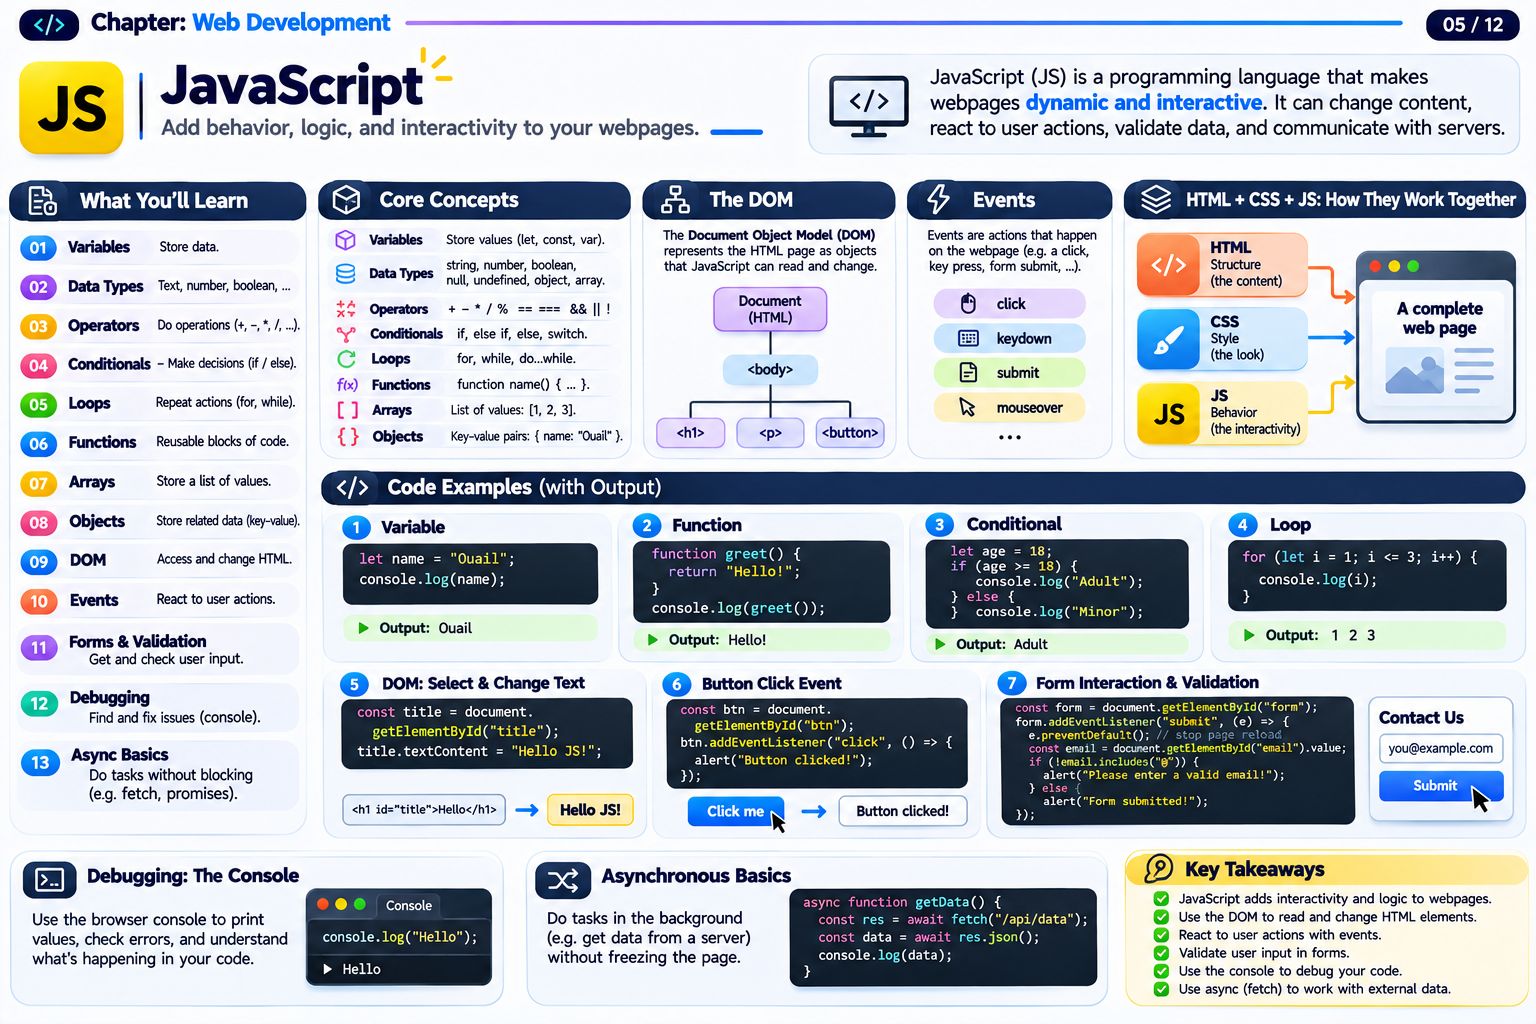 </>
Chapter: Web Development
05 / 12
JS
JavaScript
Add behavior, logic, and interactivity to your webpages.
</>
JavaScript (JS) is a programming language that makes
webpages dynamic and interactive. It can change content,
react to user actions, validate data, and communicate with servers.
What You'll Learn
01 Variables Store data.
02 Data Types Text, number, boolean, ...
03 Operators Do operations (+, −, *, /, ...).
04 Conditionals – Make decisions (if / else).
05 Loops Repeat actions (for, while).
06 Functions Reusable blocks of code.
07 Arrays Store a list of values.
08 Objects Store related data (key-value).
09 DOM Access and change HTML.
10 Events React to user actions.
11 Forms & Validation
Get and check user input.
12 Debugging
Find and fix issues (console).
13 Async Basics
Do tasks without blocking
(e.g. fetch, promises).
Core Concepts
Variables Store values (let, const, var).
Data Types string, number, boolean,
null, undefined, object, array.
Operators + − * / % == === && || !
Conditionals if, else if, else, switch.
Loops for, while, do...while.
f(x) Functions function name() { ... }.
[ ] Arrays List of values: [1, 2, 3].
{ } Objects Key-value pairs: { name: "Ouail" }.
The DOM
The Document Object Model (DOM)
represents the HTML page as objects
that JavaScript can read and change.
Document
(HTML)
<body>
<h1> <p> <button>
Events
Events are actions that happen
on the webpage (e.g. a click,
key press, form submit, ...).
click
keydown
submit
mouseover
...
HTML + CSS + JS: How They Work Together
</>
HTML
Structure
(the content)
CSS
Style
(the look)
JS
JS
Behavior
(the interactivity)
A complete
web page
</> Code Examples (with Output)
1 Variable
let name = "Ouail";
console.log(name);
Output: Ouail
2 Function
function greet() {
return "Hello!";
}
console.log(greet());
Output: Hello!
3 Conditional
let age = 18;
if (age >= 18) {
console.log("Adult");
} else {
} console.log("Minor");
Output: Adult
4 Loop
for (let i = 1; i <= 3; i++) {
console.log(i);
}
Output: 1 2 3
5 DOM: Select & Change Text
const title = document.
getElementById("title");
title.textContent = "Hello JS!";
<h1 id="title">Hello</h1>
Hello JS!
6 Button Click Event
const btn = document.
getElementById("btn");
btn.addEventListener("click", () => {
alert("Button clicked!");
});
Click me
Button clicked!
7 Form Interaction & Validation
const form = document.getElementById("form");
form.addEventListener("submit", (e) => {
e.preventDefault(); // stop page reload
const email = document.getElementById("email").value;
if (!email.includes("@")) {
alert("Please enter a valid email!");
} else {
alert("Form submitted!");
});
Contact Us
you@example.com
Submit
Debugging: The Console
Use the browser console to print
values, check errors, and understand
what's happening in your code.
Console
console.log("Hello");
Hello
Asynchronous Basics
Do tasks in the background
(e.g. get data from a server)
without freezing the page.
async function getData() {
const res = await fetch("/api/data");
const data = await res.json();
console.log(data);
}
Key Takeaways
JavaScript adds interactivity and logic to webpages.
Use the DOM to read and change HTML elements.
React to user actions with events.
Validate user input in forms.
Use the console to debug your code.
Use async (fetch) to work with external data.